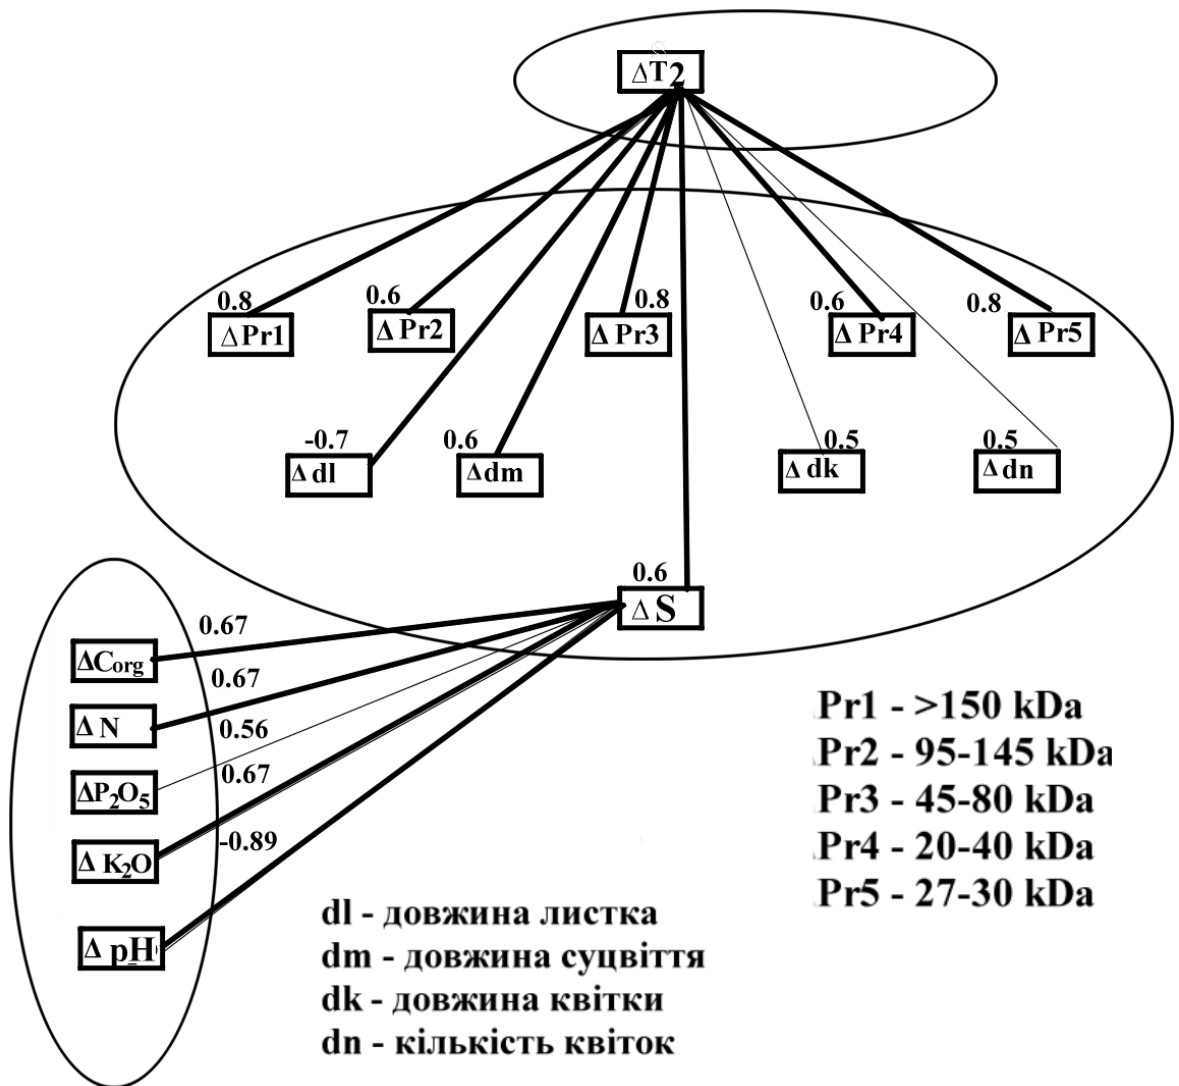 ΔT2
0.8 0.6 0.8 0.6 0.8
ΔPr1 ΔPr2 ΔPr3 ΔPr4 ΔPr5
-0.7 0.6 0.5 0.5
Δdl Δdm Δdk Δdn
0.6
ΔS
0.67
ΔCorg
0.67
ΔN
0.56
ΔP₂O₅
0.67
ΔK₂O
-0.89
ΔpH
Pr1 - >150 kDa
Pr2 - 95-145 kDa
Pr3 - 45-80 kDa
Pr4 - 20-40 kDa
Pr5 - 27-30 kDa
dl - довжина листка
dm - довжина суцвіття
dk - довжина квітки
dn - кількість квіток